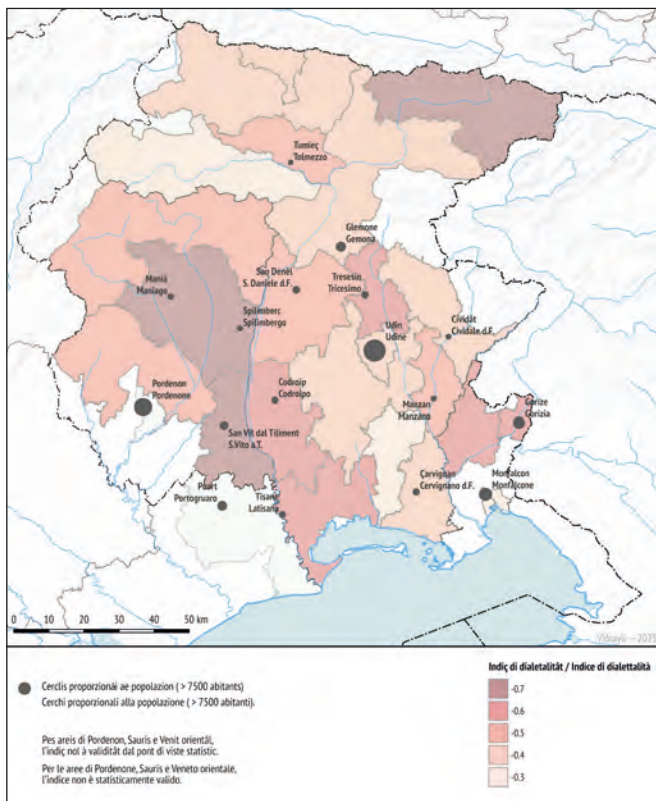 Tumieç
Tolmezzo
Glemone
Gemona
San Denêl
S. Daniele d.F.
Tresesin
Tricesimo
Manià
Maniago
Spilimberc
Spilimbergo
Cividât
Cividale d.F.
Udin
Udine
Pordenon
Pordenone
Codroip
Codroipo
Manzan
Manzano
Gurize
Gorizia
San Vît dal Tiliment
S.Vito a.T.
Çarvignan
Cervignano d.F.
Monfalcon
Monfalcone
Puart
Portogruaro
Tisane
Latisana
0 10 20 30 40 50 km
2025
Indiç di dialetalitât / Indice di dialettalità
Cerclis proporzionâi ae popolazion ( > 7500 abitants)
Cerchi proporzionali alla popolazione ( > 7500 abitanti).
Pes areis di Pordenon, Sauris e Venit orientâl,
l'indiç nol à validitât dal pont di viste statistic.
Per le aree di Pordenone, Sauris e Veneto orientale,
l'indice non è statisticamente valido.
-0.7
-0.6
-0.5
-0.4
-0.3